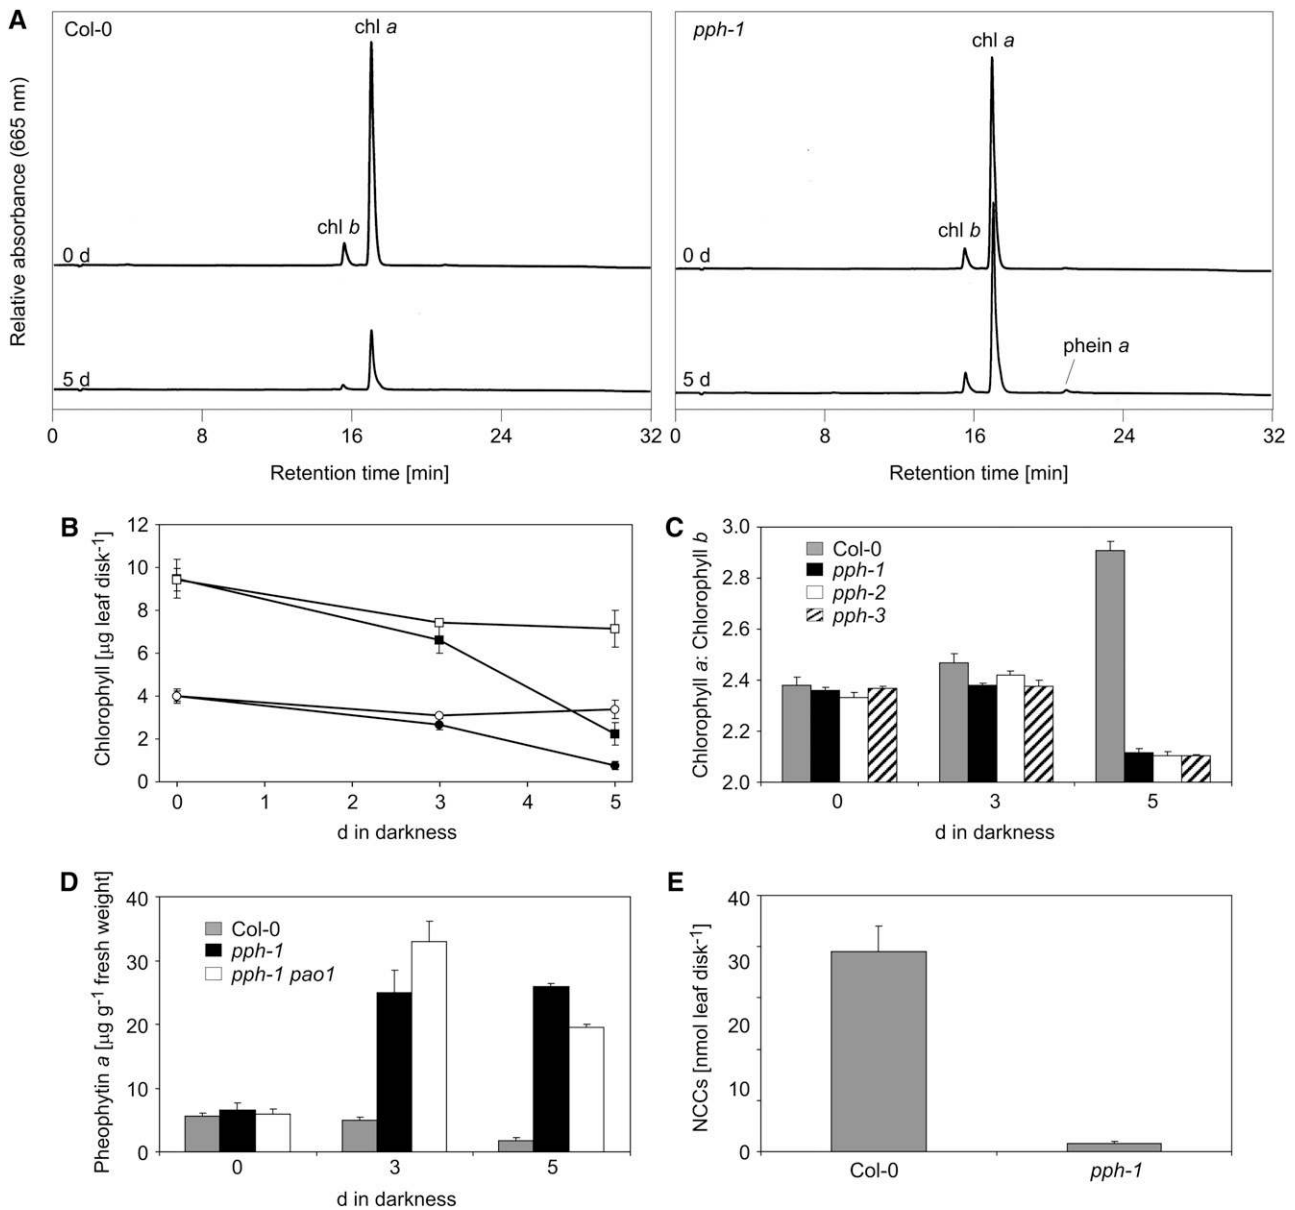 A
Col-0
chl a
pph-1
chl a
Relative absorbance (665 nm)
chl b
0 d
chl b
0 d
5 d
phein a
5 d
0 8 16 24 32
0 8 16 24 32
Retention time [min]
Retention time [min]
B
Chlorophyll [µg leaf disk⁻¹]
12
10
8
6
4
2
0
0 1 2 3 4 5
d in darkness
C
Chlorophyll a: Chlorophyll b
3.0
2.8
2.6
2.4
2.2
2.0
Col-0
pph-1
pph-2
pph-3
0 3 5
d in darkness
D
Pheophytin a [µg g⁻¹ fresh weight]
40
30
20
10
0
Col-0
pph-1
pph-1 pao1
0 3 5
d in darkness
E
NCCs [nmol leaf disk⁻¹]
40
30
20
10
0
Col-0 pph-1